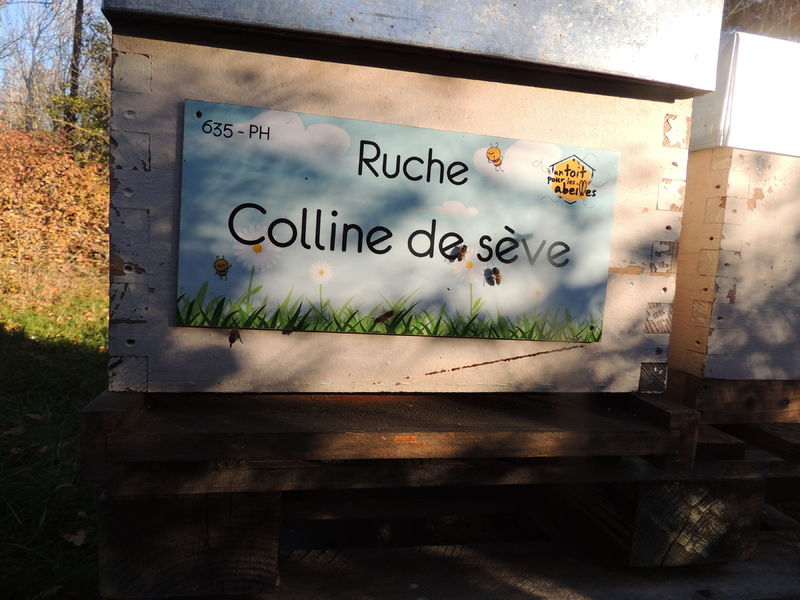 635 - PH
Ruche
un toit
pour les
abeilles
Colline de sève